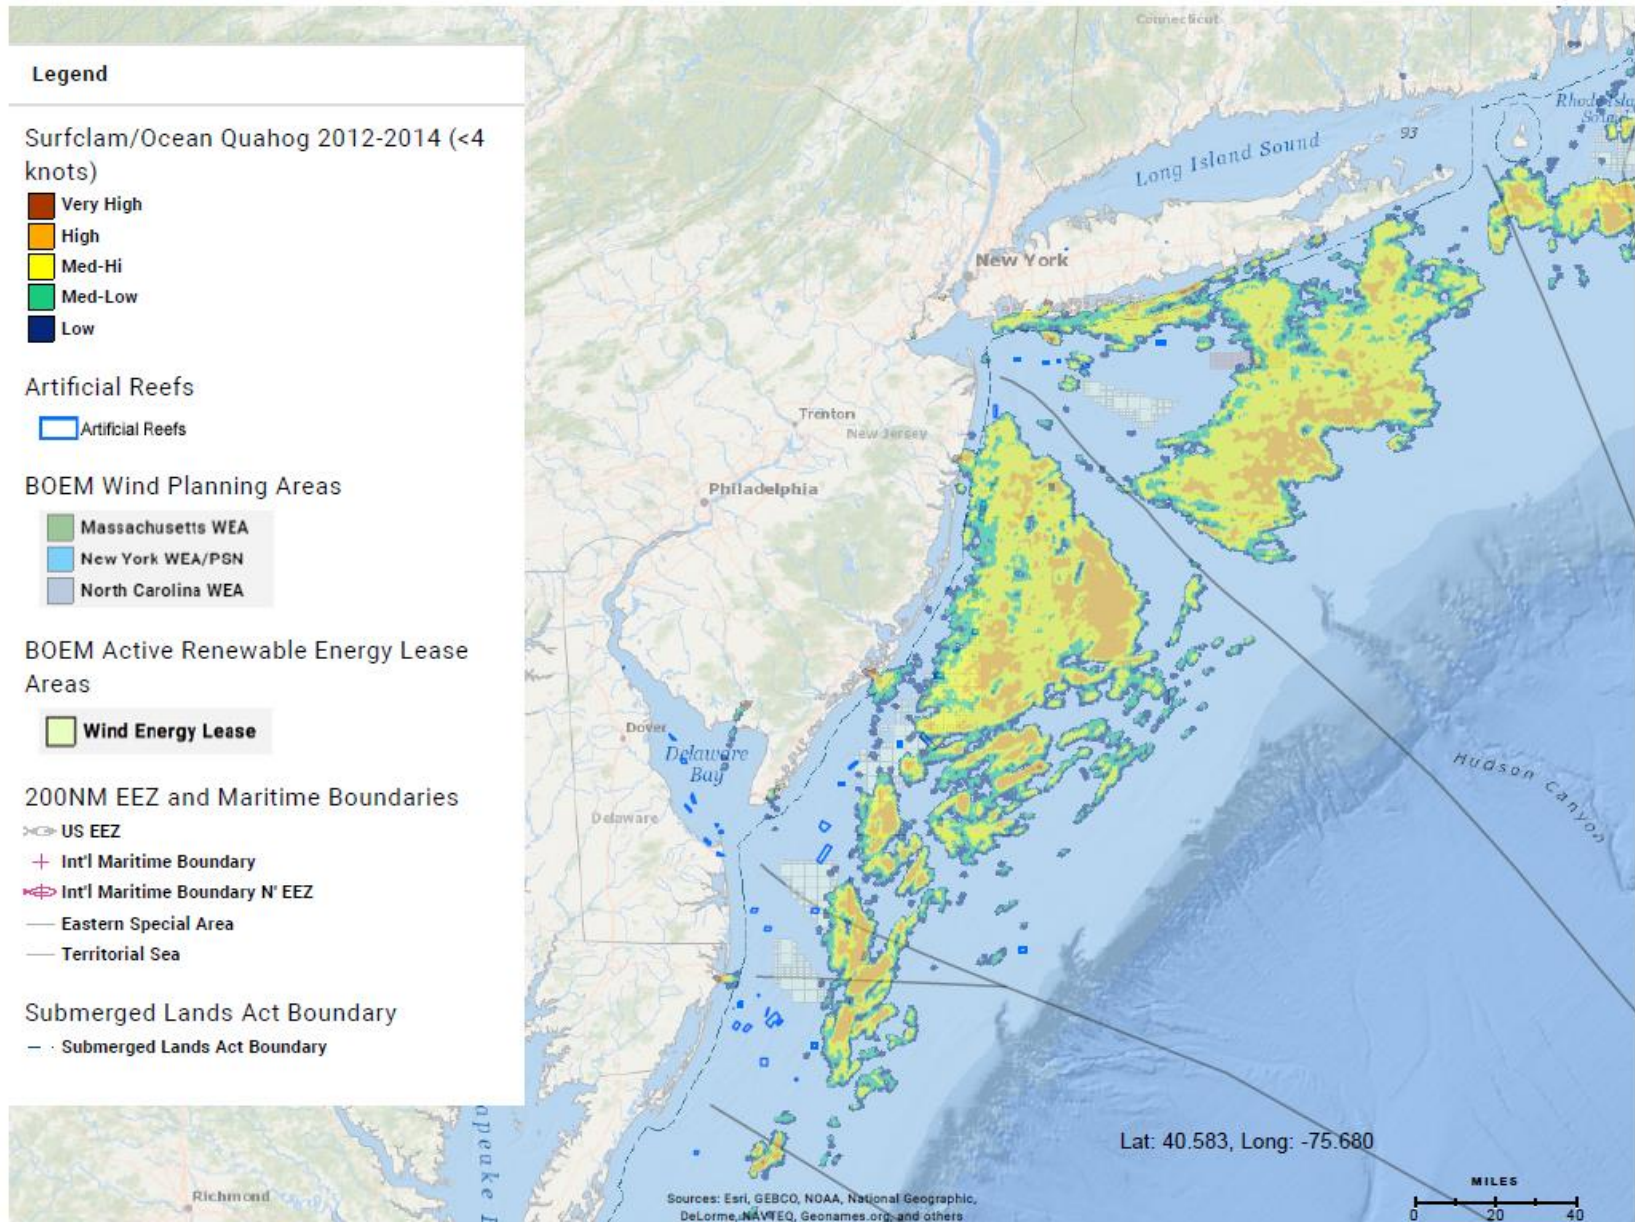 Legend
Surfclam/Ocean Quahog 2012-2014 (<4
knots)
Very High
High
Med-Hi
Med-Low
Low
Artificial Reefs
Artificial Reefs
BOEM Wind Planning Areas
Massachusetts WEA
New York WEA/PSN
North Carolina WEA
BOEM Active Renewable Energy Lease
Areas
Wind Energy Lease
200NM EEZ and Maritime Boundaries
US EEZ
Int'l Maritime Boundary
Int'l Maritime Boundary N' EEZ
Eastern Special Area
Territorial Sea
Submerged Lands Act Boundary
Submerged Lands Act Boundary
Connecticut
93
Long Island Sound
New York
Trenton
New Jersey
Philadelphia
Dover
Delaware
Bay
Delaware
Hudson Canyon
Richmond
Lat: 40.583, Long: -75.680
MILES
0 20 40
Sources: Esri, GEBCO, NOAA, National Geographic,
DeLorme, NAVTEQ, Geonames.org, and others